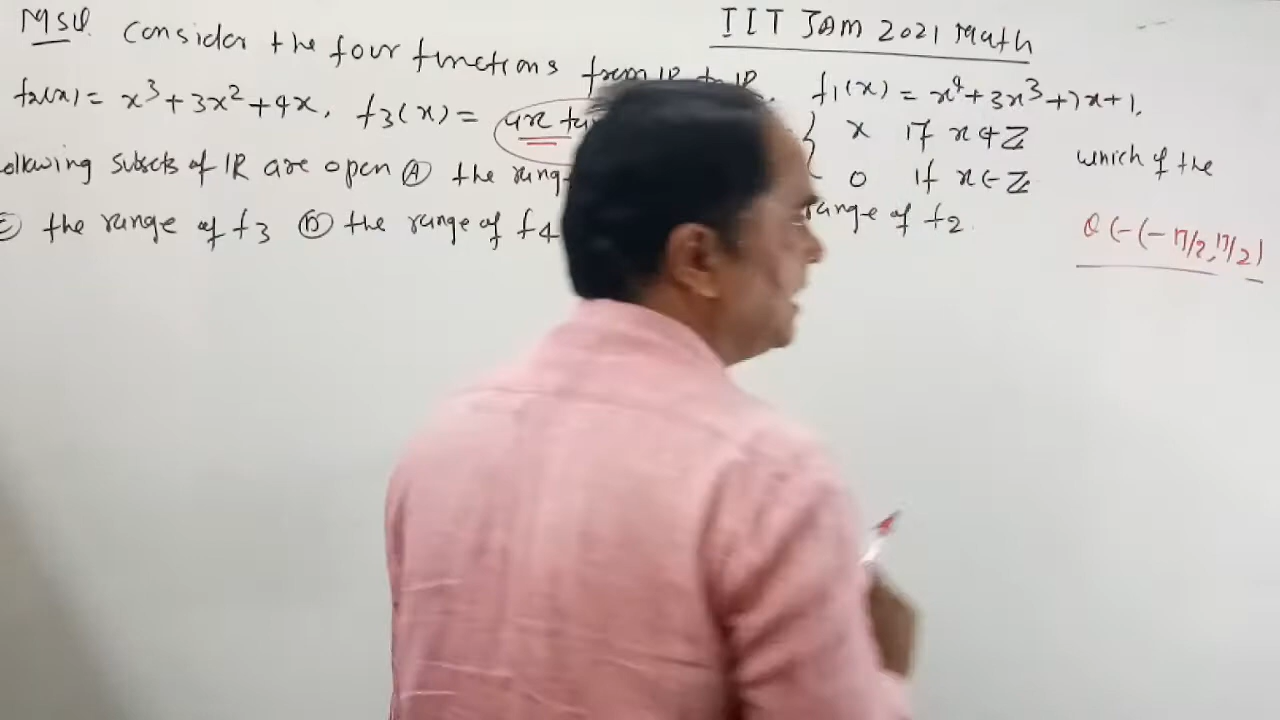 IIT JAM 2021 Math
MSQ. Consider the four functions from IR to IR. f1(x) = x⁴+3x³+7x+1,
f2(x) = x³+3x²+4x, f3(x) = arc tan { x if x∉Z which of the
0 if x∈Z
ollowing subsets of IR are open Ⓐ the rang
the range of f3 Ⓓ the range of f4 range of f2.
θ ∈ (-π/2, π/2)